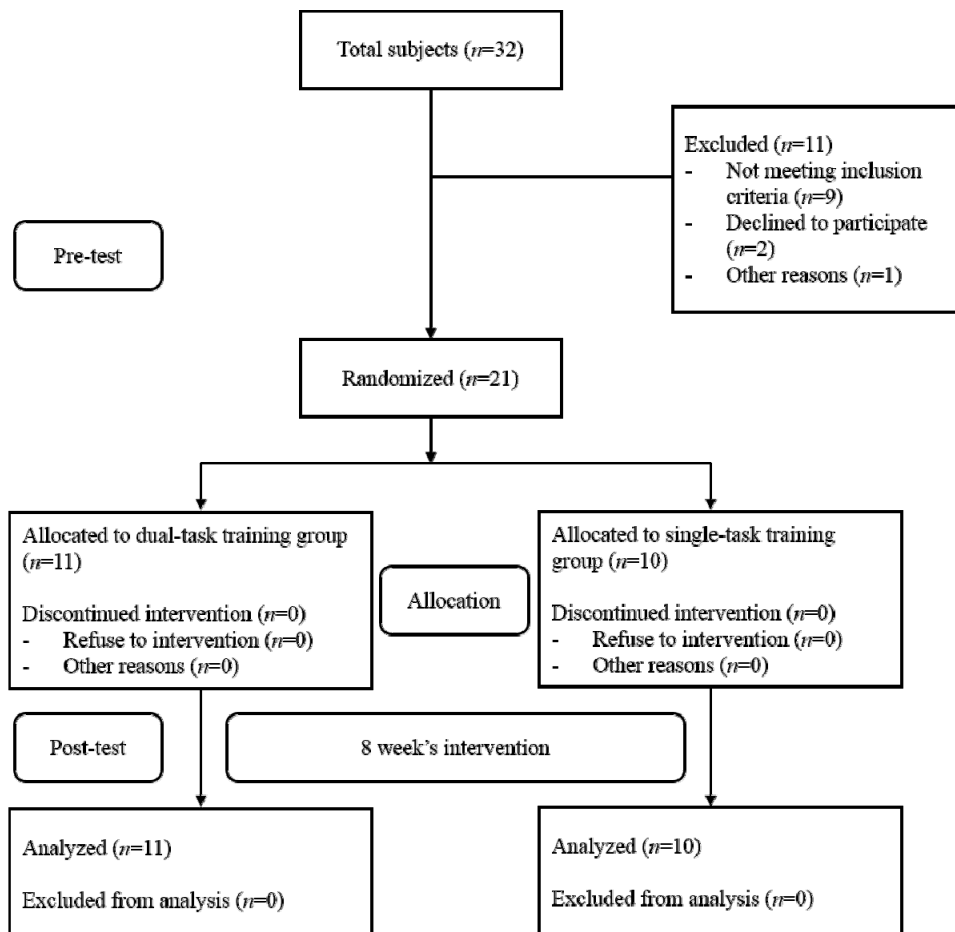 Total subjects (n=32)
Excluded (n=11)
- Not meeting inclusion
criteria (n=9)
- Declined to participate
(n=2)
- Other reasons (n=1)
Pre-test
Randomized (n=21)
Allocated to dual-task training group
(n=11)
Discontinued intervention (n=0)
- Refuse to intervention (n=0)
- Other reasons (n=0)
Allocation
Allocated to single-task training
group (n=10)
Discontinued intervention (n=0)
- Refuse to intervention (n=0)
- Other reasons (n=0)
Post-test
8 week's intervention
Analyzed (n=11)
Excluded from analysis (n=0)
Analyzed (n=10)
Excluded from analysis (n=0)